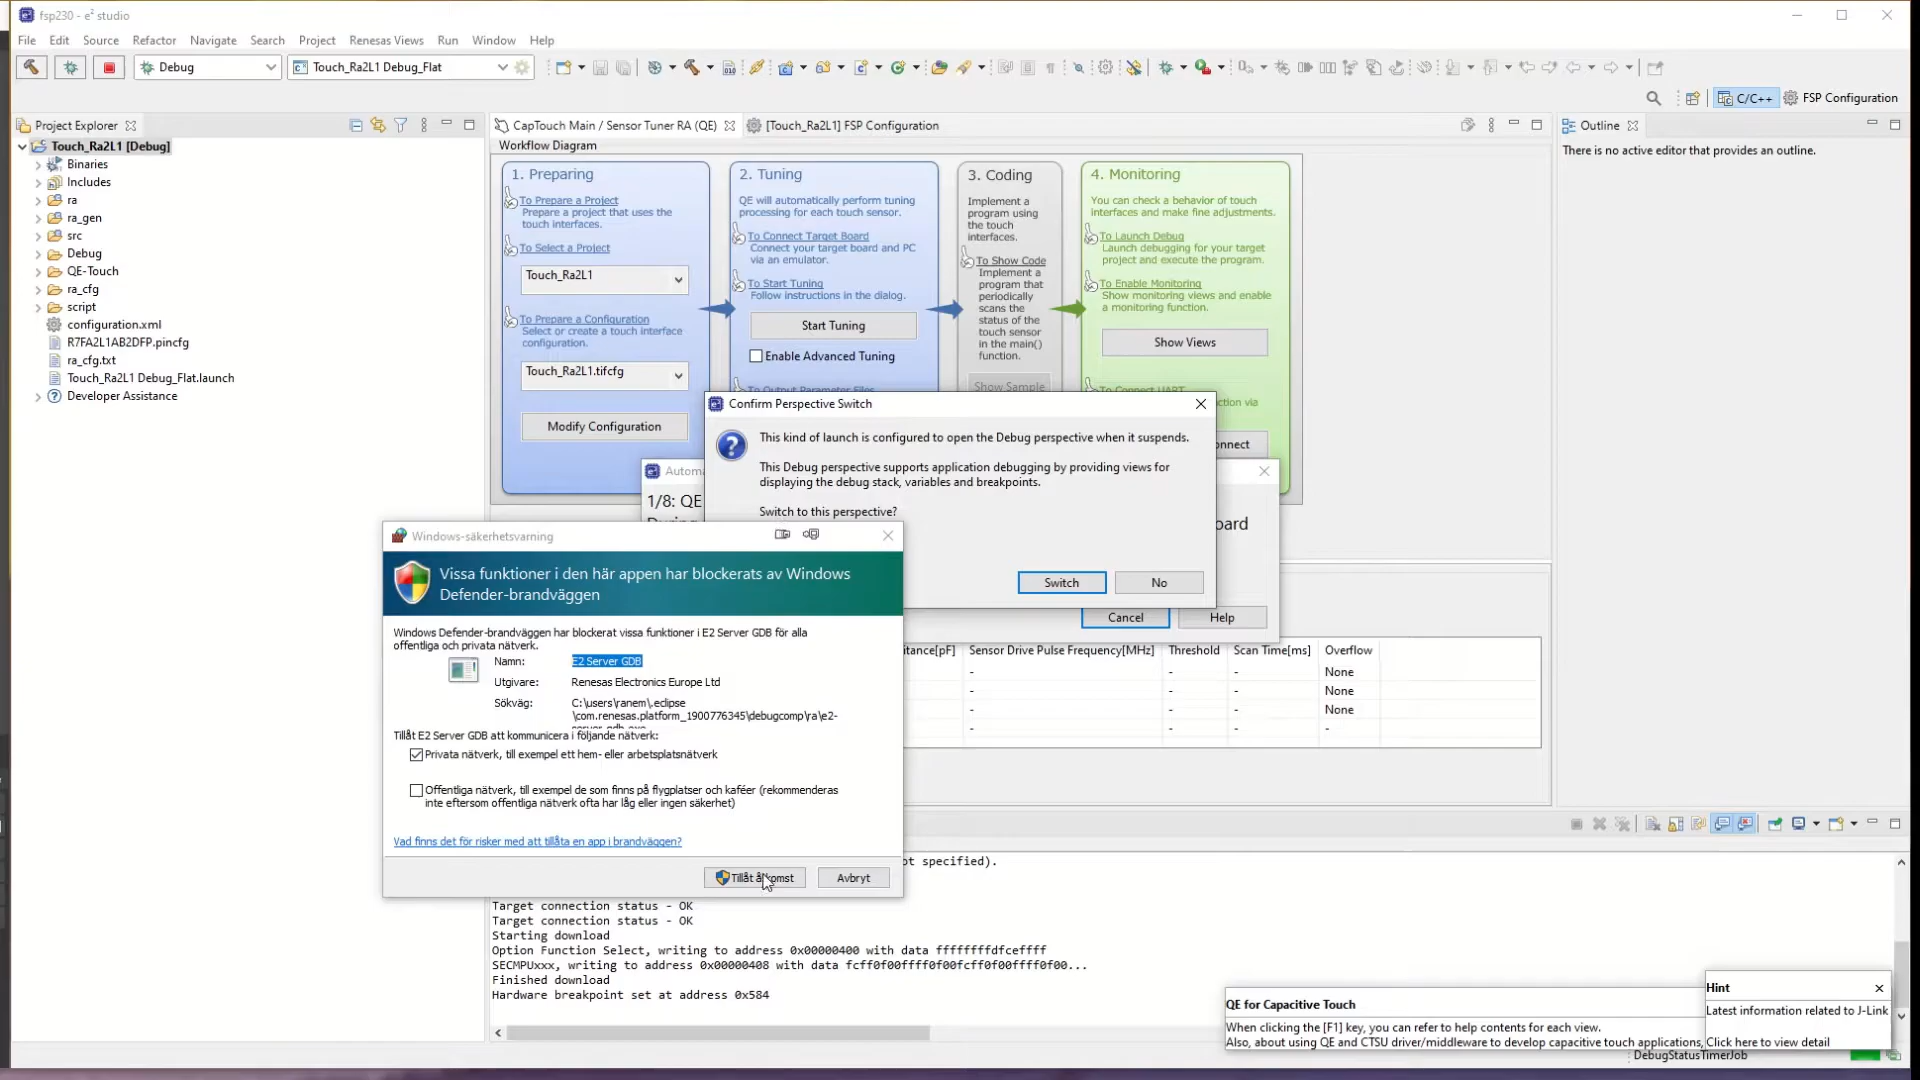 fsp230 - e² studio
File Edit Source Refactor Navigate Search Project Renesas Views Run Window Help
Debug
Touch_Ra2L1 Debug_Flat
C/C++
FSP Configuration
Project Explorer
Touch_Ra2L1 [Debug]
Binaries
Includes
ra
ra_gen
src
Debug
QE-Touch
ra_cfg
script
configuration.xml
R7FA2L1AB2DFP.pincfg
ra_cfg.txt
Touch_Ra2L1 Debug_Flat.launch
Developer Assistance
CapTouch Main / Sensor Tuner RA (QE)
[Touch_Ra2L1] FSP Configuration
Workflow Diagram
1. Preparing
To Prepare a Project
Prepare a project that uses the
touch interfaces.
To Select a Project
Touch_Ra2L1
To Prepare a Configuration
Select or create a touch interface
configuration.
Touch_Ra2L1.tifcfg
Modify Configuration
2. Tuning
QE will automatically perform tuning
processing for each touch sensor.
To Connect Target Board
Connect your target board and PC
via an emulator.
To Start Tuning
Follow instructions in the dialog.
Start Tuning
Enable Advanced Tuning
To Output Parameter Files
3. Coding
Implement a
program using
the touch
interfaces.
To Show Code
Implement a
program that
periodically
scans the
status of the
touch sensor
in the main()
function.
Show Sample
4. Monitoring
You can check a behavior of touch
interfaces and make fine adjustments.
To Launch Debug
Launch debugging for your target
project and execute the program.
To Enable Monitoring
Show monitoring views and enable
a monitoring function.
Show Views
To Connect UART
ction via
onnect
Outline
There is no active editor that provides an outline.
Confirm Perspective Switch
This kind of launch is configured to open the Debug perspective when it suspends.
This Debug perspective supports application debugging by providing views for
displaying the debug stack, variables and breakpoints.
Switch to this perspective?
Switch
No
Automa
1/8: QE
oard
Cancel
Help
Windows-säkerhetsvarning
Vissa funktioner i den här appen har blockerats av Windows
Defender-brandväggen
Windows Defender-brandväggen har blockerat vissa funktioner i E2 Server GDB för alla
offentliga och privata nätverk.
Namn: E2 Server GDB
Utgivare: Renesas Electronics Europe Ltd
Sökväg: C:\users\ranem\.eclipse
\com.renesas.platform_1900776345\debugcomp\ra\e2-
Tillåt E2 Server GDB att kommunicera i följande nätverk:
Privata nätverk, till exempel ett hem- eller arbetsplatsnätverk
Offentliga nätverk, till exempel de som finns på flygplatser och kaféer (rekommenderas
inte eftersom offentliga nätverk ofta har låg eller ingen säkerhet)
Vad finns det för risker med att tillåta en app i brandväggen?
Tillåt åtkomst
Avbryt
itance[pF] Sensor Drive Pulse Frequency[MHz] Threshold Scan Time[ms] Overflow
- - - None
- - - None
- - - None
- - - -
ot specified).
Target connection status - OK
Target connection status - OK
Starting download
Option Function Select, writing to address 0x00000400 with data ffffffffdfceffff
SECMPUxxx, writing to address 0x00000408 with data fcff0f00ffff0f00fcff0f00ffff0f00...
Finished download
Hardware breakpoint set at address 0x584
QE for Capacitive Touch
When clicking the [F1] key, you can refer to help contents for each view.
Also, about using QE and CTSU driver/middleware to develop capacitive touch applications,
Hint
Latest information related to J-Link
Click here to view detail
DebugStatusTimerJob